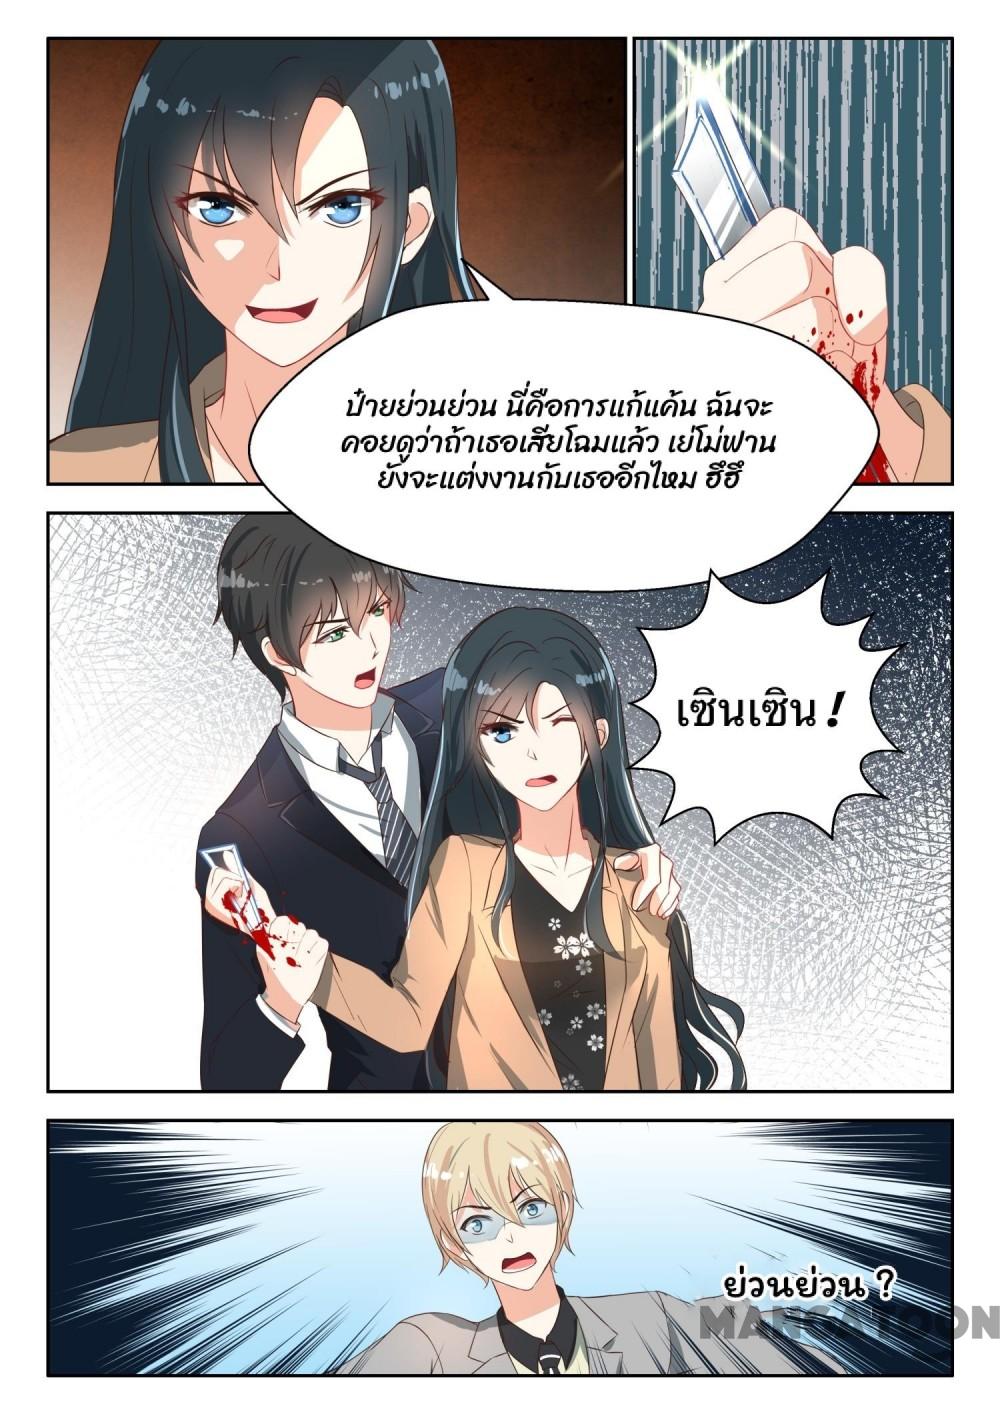 ป๋ายย่วนย่วน นี่คือการแก้แค้น ฉันจะ
คอยดูว่าถ้าเธอเสียโฉมแล้ว เย่โม่ฟาน
ยังจะแต่งงานกับเธออีกไหม ฮึฮึ
เซินเซิน!
ย่วนย่วน ?
MANGATOON